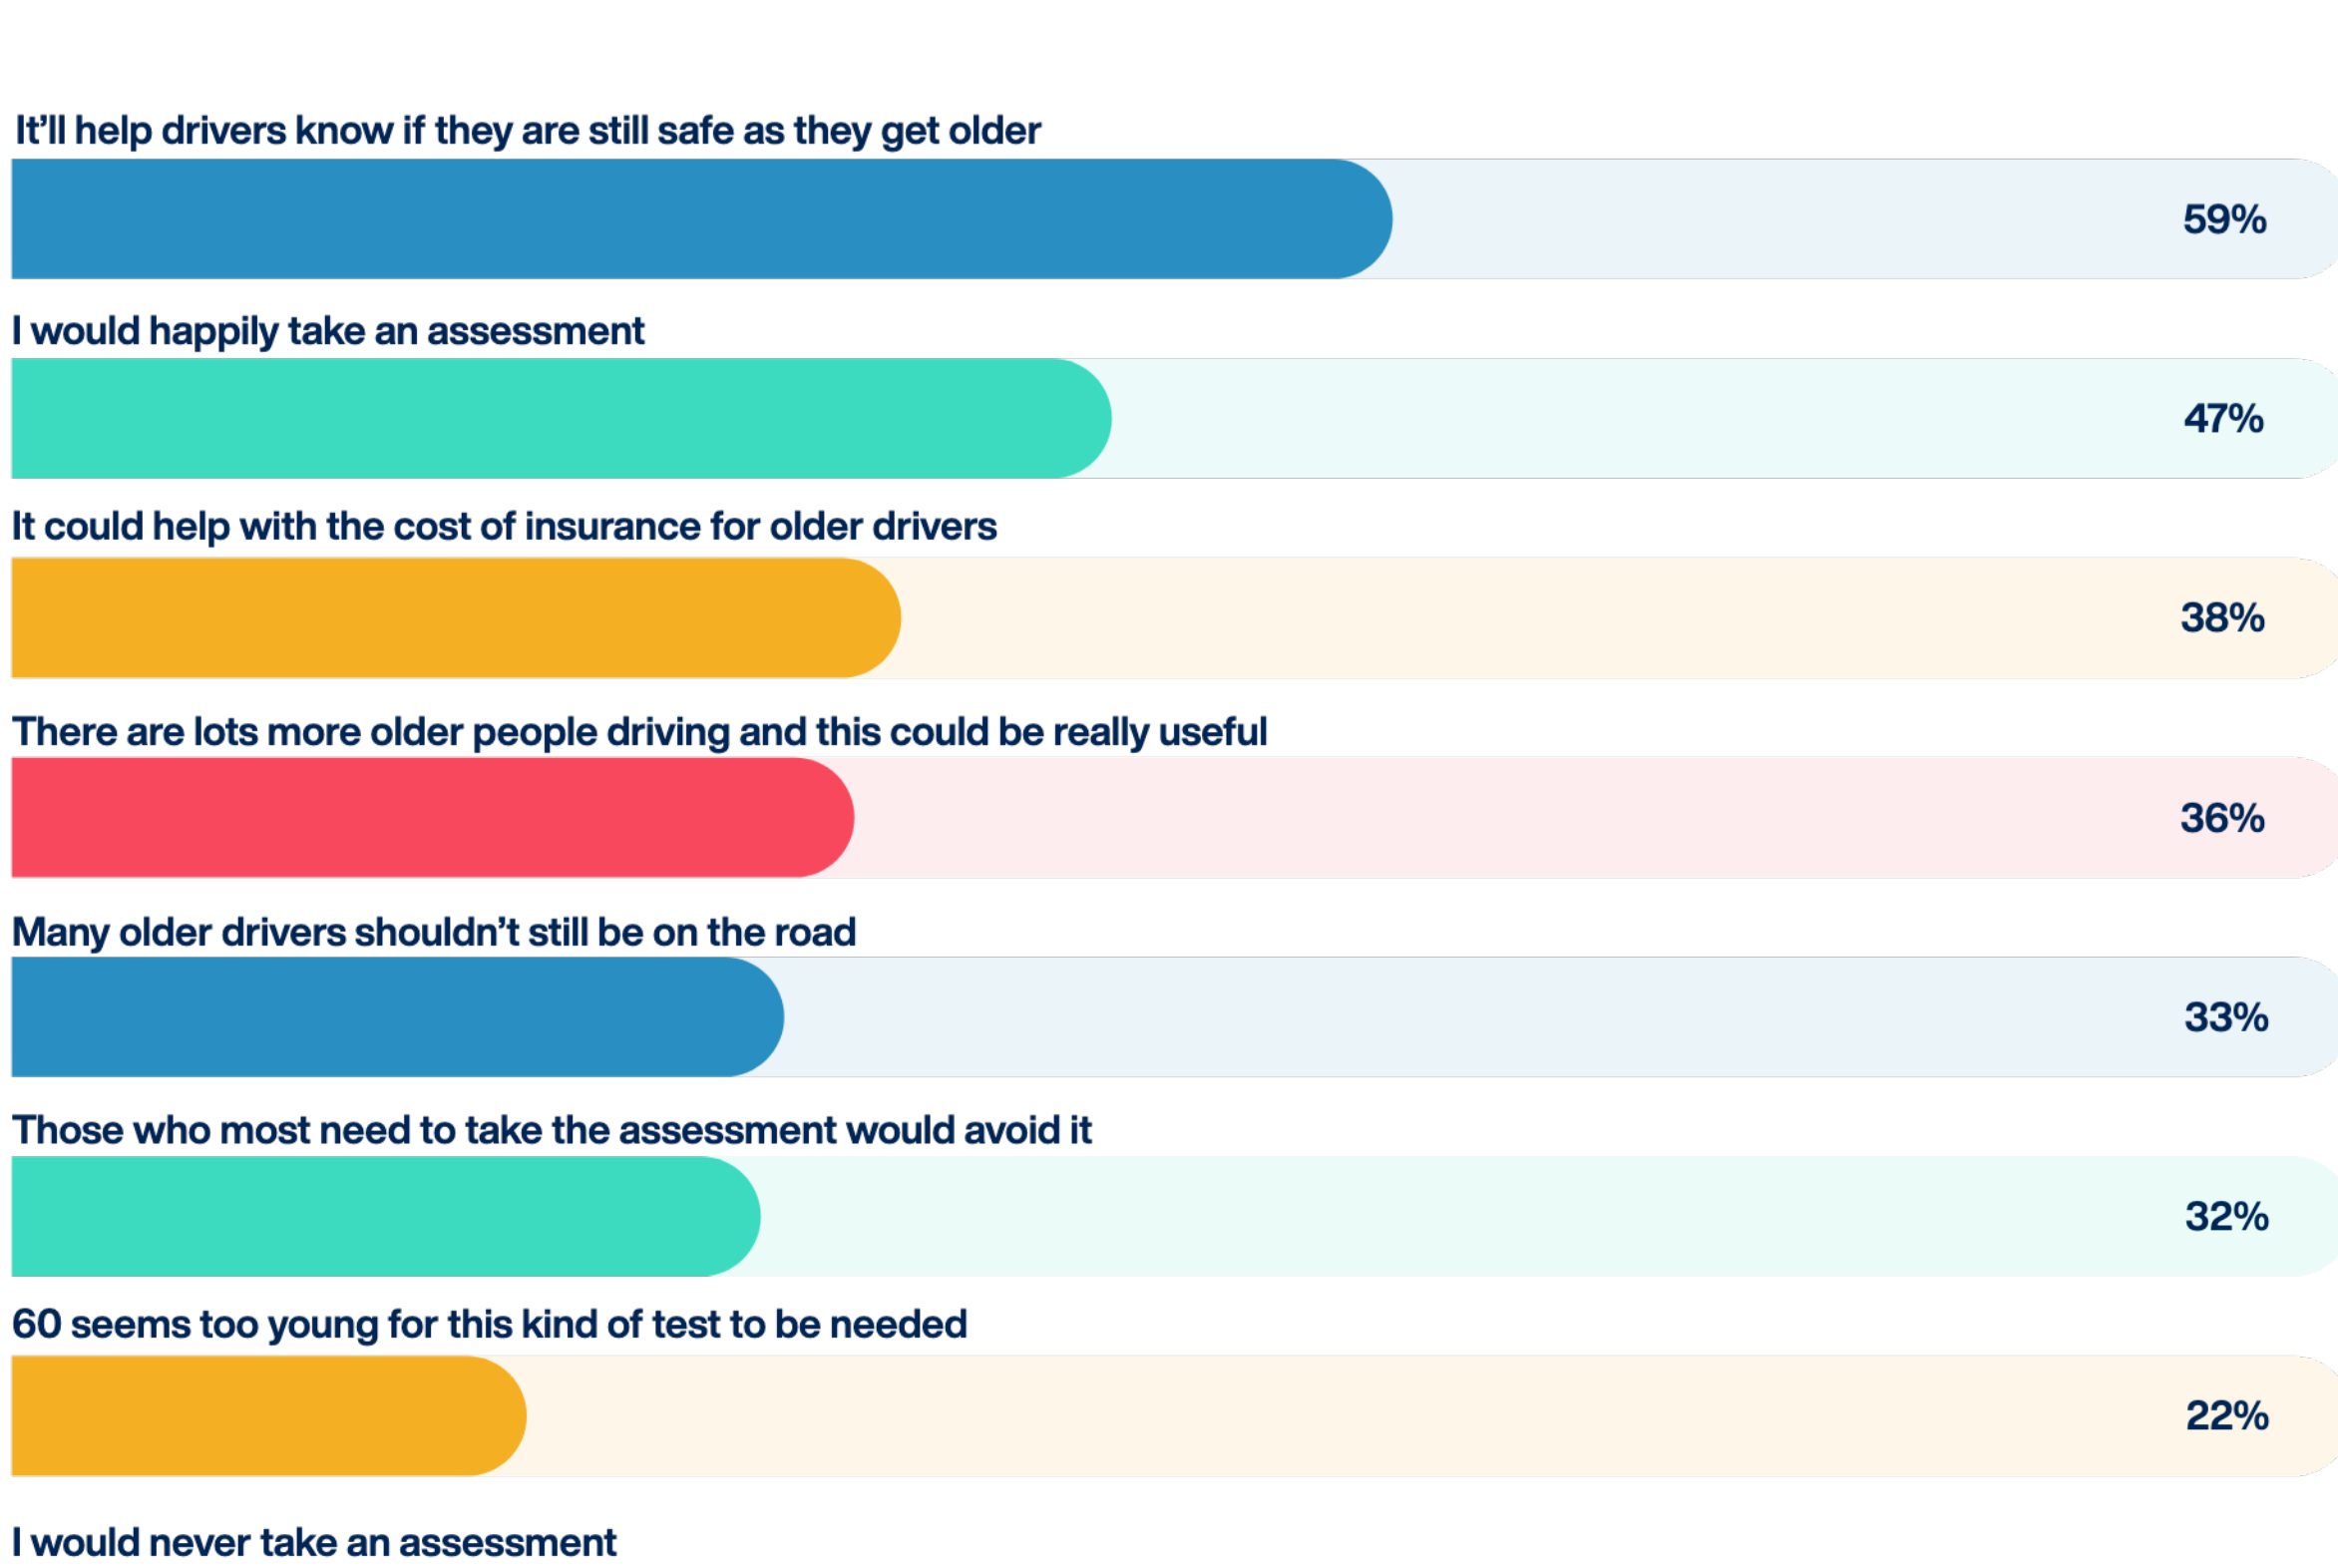 It’ll help drivers know if they are still safe as they get older
59%
I would happily take an assessment
47%
It could help with the cost of insurance for older drivers
38%
There are lots more older people driving and this could be really useful
36%
Many older drivers shouldn’t still be on the road
33%
Those who most need to take the assessment would avoid it
32%
60 seems too young for this kind of test to be needed
22%
I would never take an assessment